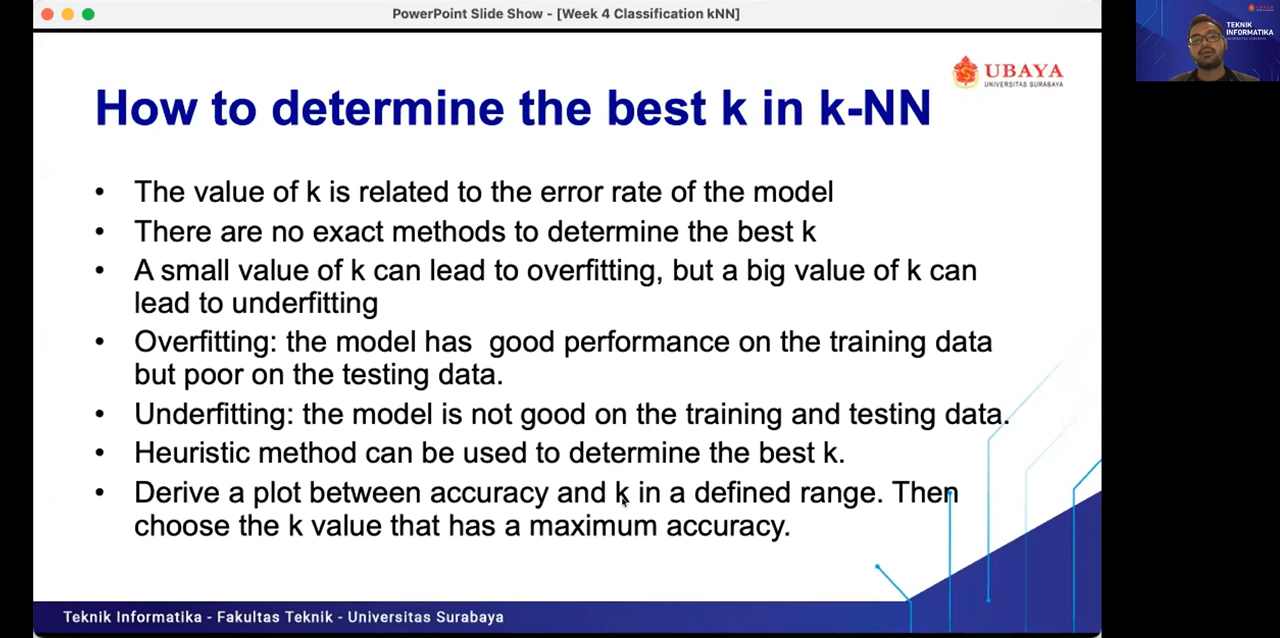 PowerPoint Slide Show - [Week 4 Classification kNN]
UBAYA
UNIVERSITAS SURABAYA
TEKNIK
INFORMATIKA
UNIVERSITAS SURABAYA
How to determine the best k in k-NN
• The value of k is related to the error rate of the model
• There are no exact methods to determine the best k
• A small value of k can lead to overfitting, but a big value of k can
lead to underfitting
• Overfitting: the model has  good performance on the training data
but poor on the testing data.
• Underfitting: the model is not good on the training and testing data.
• Heuristic method can be used to determine the best k.
• Derive a plot between accuracy and k in a defined range. Then
choose the k value that has a maximum accuracy.
Teknik Informatika - Fakultas Teknik - Universitas Surabaya